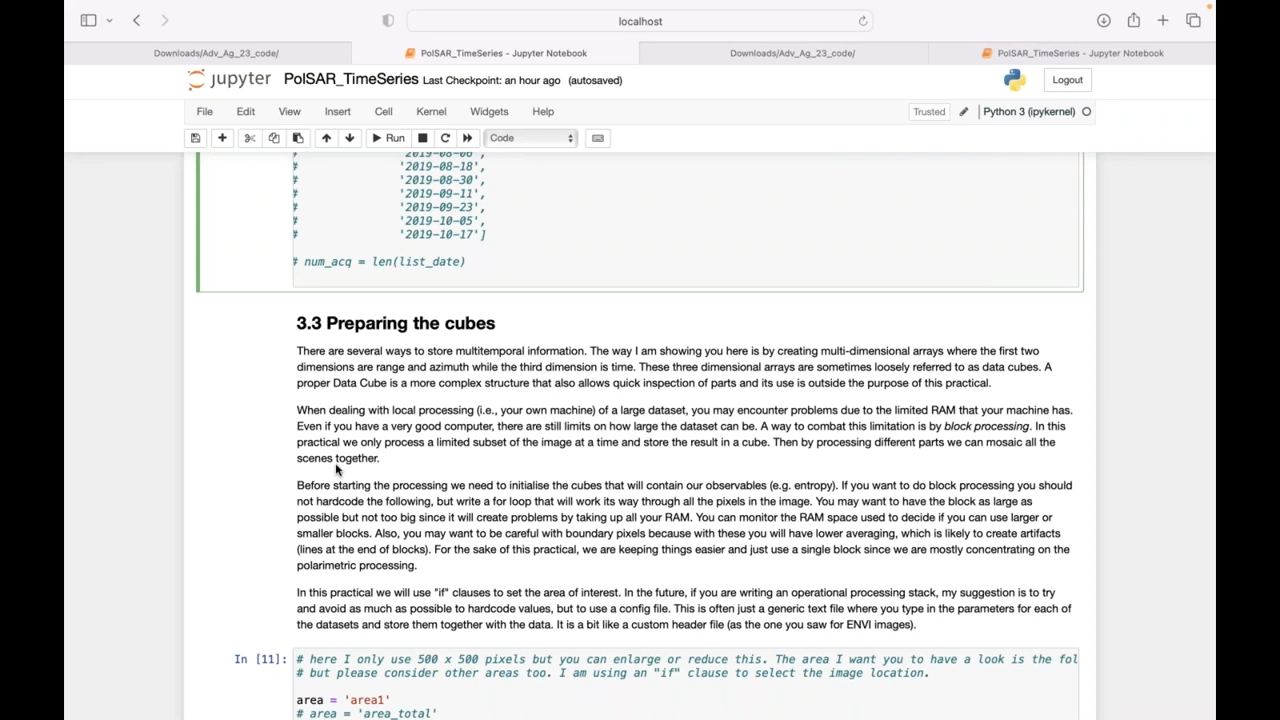 localhost
Downloads/Adv_Ag_23_code/
PolSAR_TimeSeries - Jupyter Notebook
Downloads/Adv_Ag_23_code/
PolSAR_TimeSeries - Jupyter Notebook
jupyter PolSAR_TimeSeries Last Checkpoint: an hour ago (autosaved)
Logout
File Edit View Insert Cell Kernel Widgets Help
Trusted Python 3 (ipykernel)
Run Code
# '2019-08-06',
# '2019-08-18',
# '2019-08-30',
# '2019-09-11',
# '2019-09-23',
# '2019-10-05',
# '2019-10-17']
# num_acq = len(list_date)
3.3 Preparing the cubes
There are several ways to store multitemporal information. The way I am showing you here is by creating multi-dimensional arrays where the first two
dimensions are range and azimuth while the third dimension is time. These three dimensional arrays are sometimes loosely referred to as data cubes. A
proper Data Cube is a more complex structure that also allows quick inspection of parts and its use is outside the purpose of this practical.
When dealing with local processing (i.e., your own machine) of a large dataset, you may encounter problems due to the limited RAM that your machine has.
Even if you have a very good computer, there are still limits on how large the dataset can be. A way to combat this limitation is by block processing. In this
practical we only process a limited subset of the image at a time and store the result in a cube. Then by processing different parts we can mosaic all the
scenes together.
Before starting the processing we need to initialise the cubes that will contain our observables (e.g. entropy). If you want to do block processing you should
not hardcode the following, but write a for loop that will work its way through all the pixels in the image. You may want to have the block as large as
possible but not too big since it will create problems by taking up all your RAM. You can monitor the RAM space used to decide if you can use larger or
smaller blocks. Also, you may want to be careful with boundary pixels because with these you will have lower averaging, which is likely to create artifacts
(lines at the end of blocks). For the sake of this practical, we are keeping things easier and just use a single block since we are mostly concentrating on the
polarimetric processing.
In this practical we will use "if" clauses to set the area of interest. In the future, if you are writing an operational processing stack, my suggestion is to try
and avoid as much as possible to hardcode values, but to use a config file. This is often just a generic text file where you type in the parameters for each of
the datasets and store them together with the data. It is a bit like a custom header file (as the one you saw for ENVI images).
In [11]: # here I only use 500 x 500 pixels but you can enlarge or reduce this. The area I want you to have a look is the fol
# but please consider other areas too. I am using an "if" clause to select the image location.
area = 'area1'
# area = 'area_total'